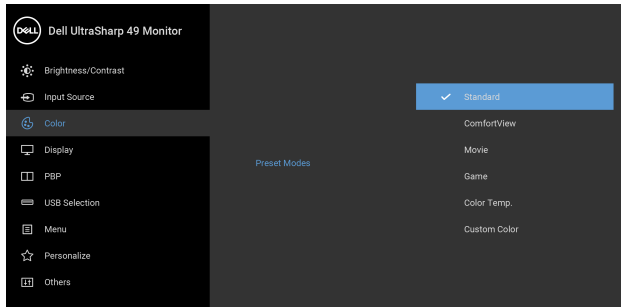 DELL Dell UltraSharp 49 Monitor
Brightness/Contrast
Input Source
Color
Display
PBP
USB Selection
Menu
Personalize
Others
Preset Modes
Standard
ComfortView
Movie
Game
Color Temp.
Custom Color